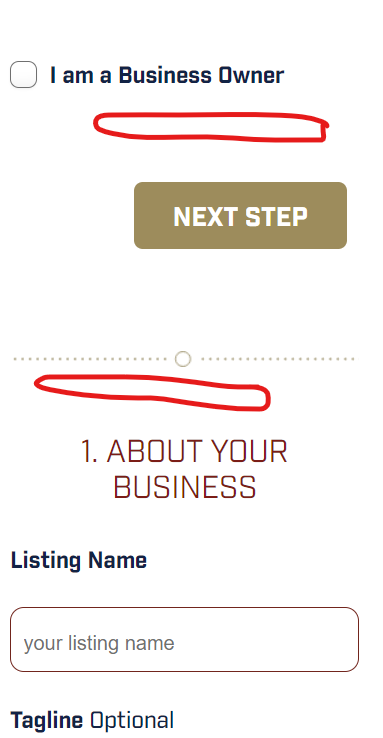 I am a Business Owner
NEXT STEP
1. ABOUT YOUR
BUSINESS
Listing Name
your listing name
Tagline Optional